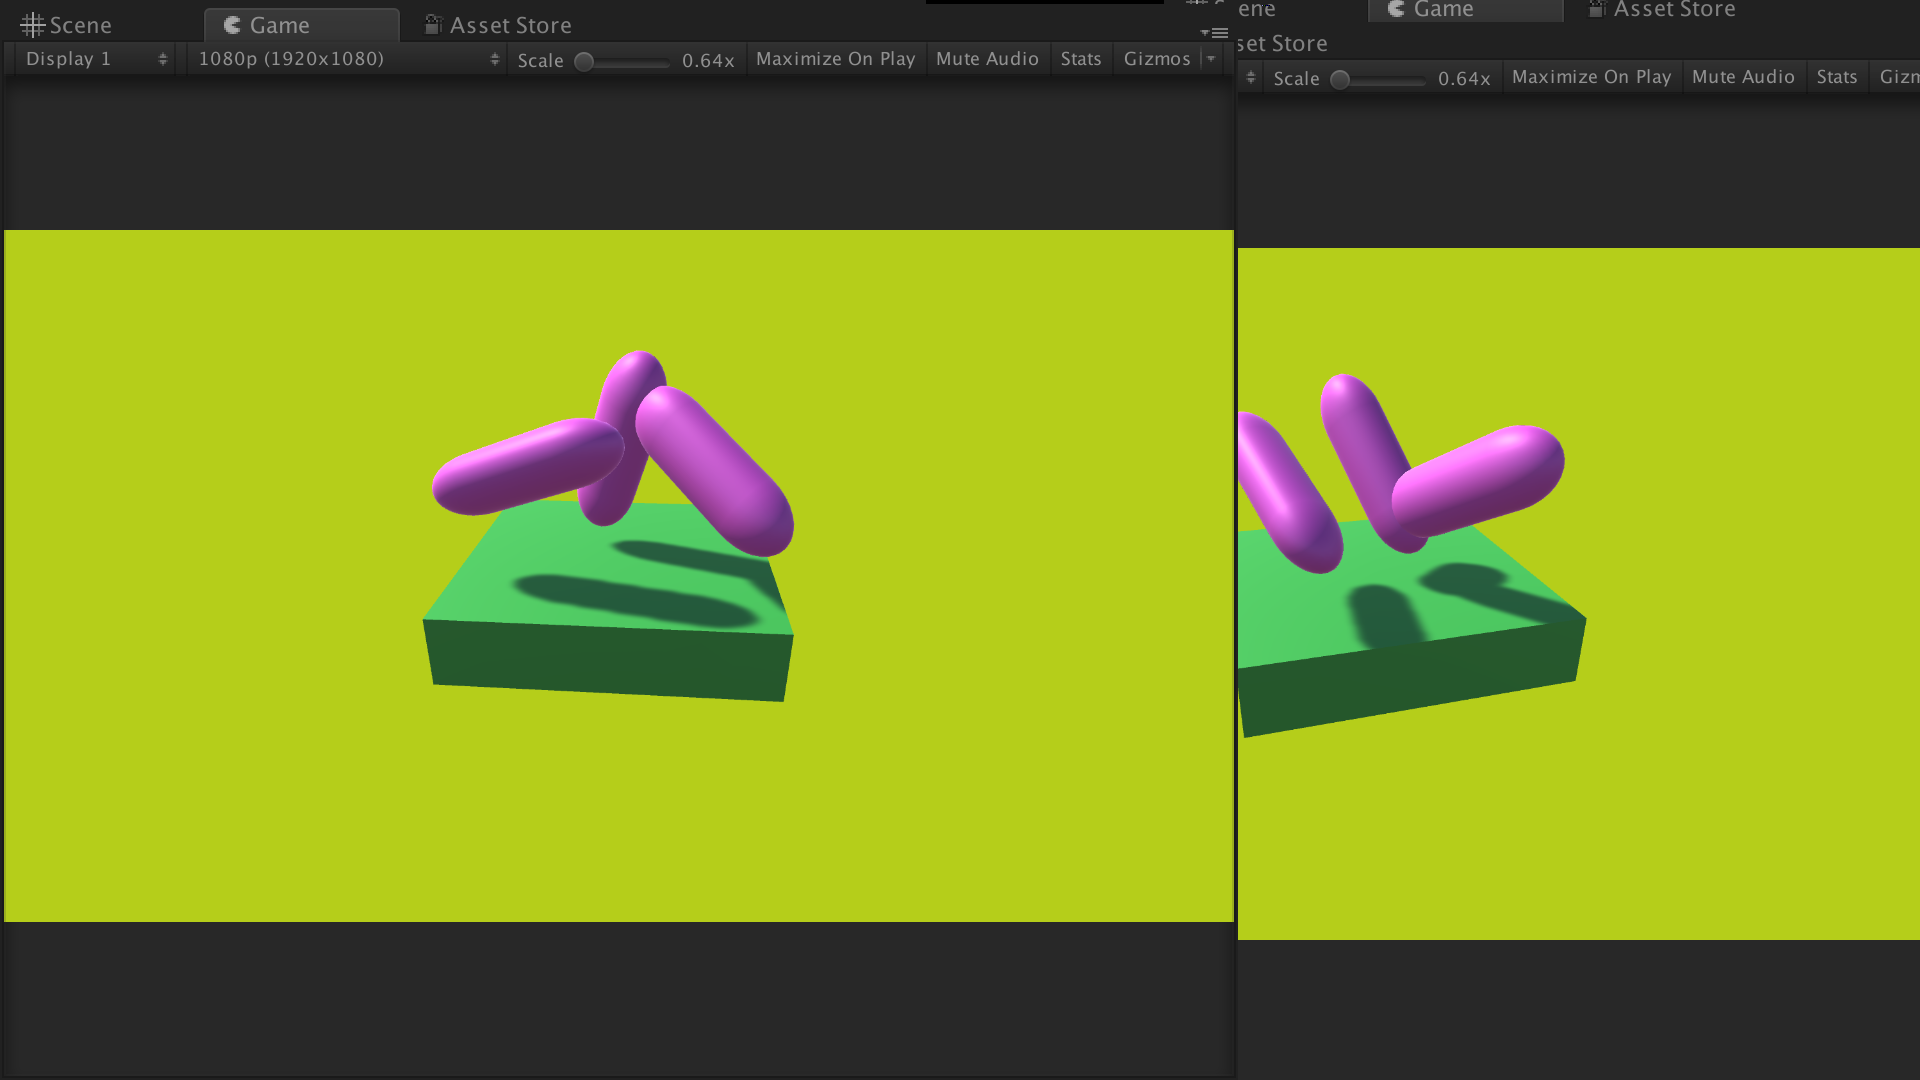 Scene Game Asset Store
Display 1 1080p (1920x1080) Scale 0.64x Maximize On Play Mute Audio Stats Gizmos
ene Game Asset Store
set Store
Scale 0.64x Maximize On Play Mute Audio Stats Gizm